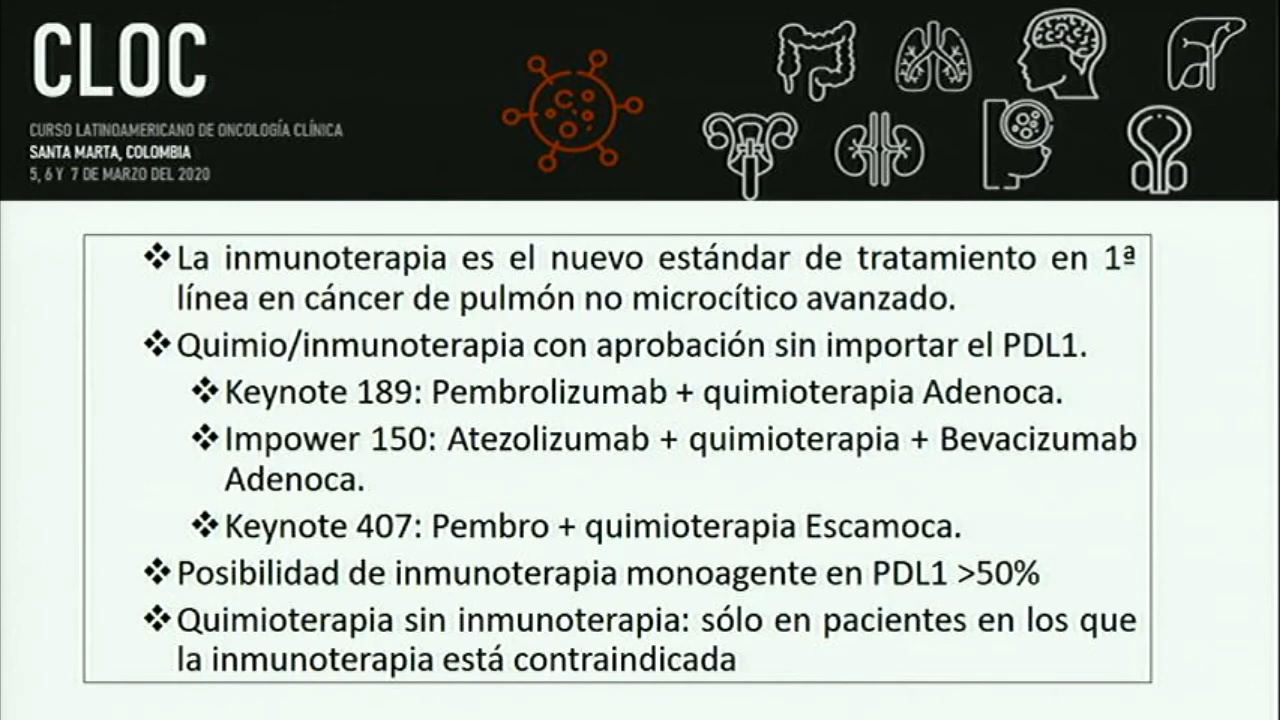 CLOC
CURSO LATINOAMERICANO DE ONCOLOGÍA CLÍNICA
SANTA MARTA, COLOMBIA
5, 6 Y 7 DE MARZO DEL 2020
❖La inmunoterapia es el nuevo estándar de tratamiento en 1ª
línea en cáncer de pulmón no microcítico avanzado.
❖Quimio/inmunoterapia con aprobación sin importar el PDL1.
❖Keynote 189: Pembrolizumab + quimioterapia Adenoca.
❖Impower 150: Atezolizumab + quimioterapia + Bevacizumab
Adenoca.
❖Keynote 407: Pembro + quimioterapia Escamoca.
❖Posibilidad de inmunoterapia monoagente en PDL1 >50%
❖Quimioterapia sin inmunoterapia: sólo en pacientes en los que
la inmunoterapia está contraindicada